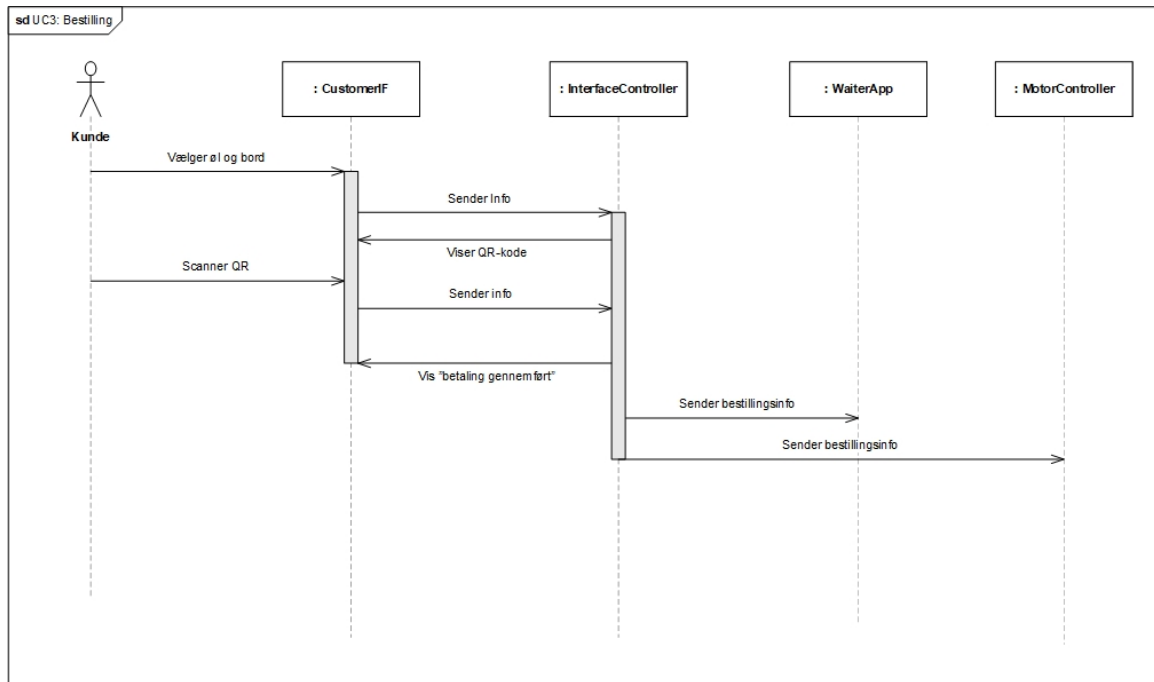 sd UC3: Bestilling
: CustomerIF
: InterfaceController
: WaiterApp
: MotorController
Kunde
Vælger øl og bord
Sender Info
Viser QR-kode
Scanner QR
Sender info
Vis "betaling gennemført"
Sender bestillingsinfo
Sender bestillingsinfo